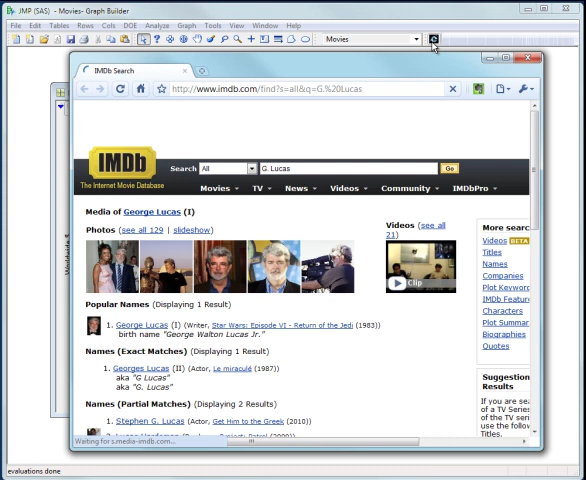 JMP (SAS) - Movies- Graph Builder
File Edit Tables Rows Cols DOE Analyze Graph Tools View Window Help
Movies
IMDb Search
http://www.imdb.com/find?s=all&q=G.%20Lucas
IMDb
The Internet Movie Database
Search All G. Lucas Go
Movies TV News Videos Community IMDbPro
Media of George Lucas (I)
Photos (see all 129 | slideshow)
Videos (see all 21)
Clip
More searc
Videos BETA
Titles
Names
Companies
Plot Keyword
IMDb Feature
Characters
Plot Summar
Biographies
Quotes
Popular Names (Displaying 1 Result)
1. George Lucas (I) (Writer, Star Wars: Episode VI - Return of the Jedi (1983))
birth name "George Walton Lucas Jr."
Names (Exact Matches) (Displaying 1 Result)
1. Georges Lucas (II) (Actor, Le miraculé (1987))
aka "G Lucas"
aka "G. Lucas"
Names (Partial Matches) (Displaying 2 Results)
1. Stephen G. Lucas (Actor, Get Him to the Greek (2010))
Suggestion
Results
If you are sea
of a TV Series
of the TV seri
use the follow
Titles.
Waiting for s.media-imdb.com...
evaluations done